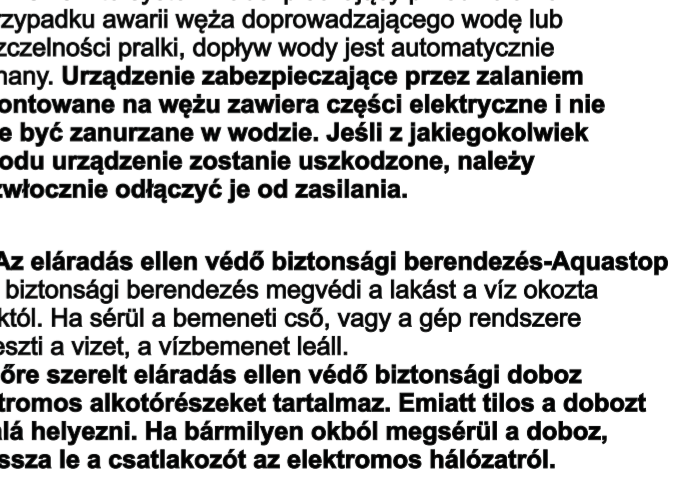 rzypadku awarii węża doprowadzającego wodę lub
zczelności pralki, dopływ wody jest automatycznie
nany. Urządzenie zabezpieczające przez zalaniem
ontowane na wężu zawiera części elektryczne i nie
e być zanurzane w wodzie. Jeśli z jakiegokolwiek
odu urządzenie zostanie uszkodzone, należy
zwłocznie odłączyć je od zasilania.
Az eláradás ellen védő biztonsági berendezés-Aquastop
biztonsági berendezés megvédi a lakást a víz okozta
któl. Ha sérül a bemeneti cső, vagy a gép rendszere
eszti a vizet, a vízbemenet leáll.
őre szerelt eláradás ellen védő biztonsági doboz
tromos alkotórészeket tartalmaz. Emiatt tilos a dobozt
alá helyezni. Ha bármilyen okból megsérül a doboz,
ssza le a csatlakozót az elektromos hálózatról.